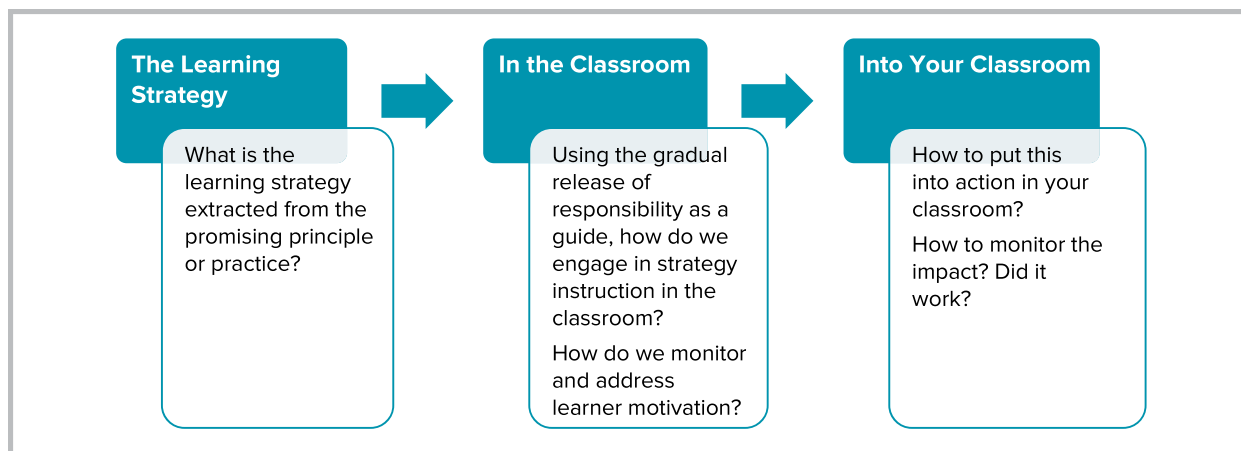 The Learning
Strategy
What is the
learning strategy
extracted from the
promising principle
or practice?
In the Classroom
Using the gradual
release of
responsibility as a
guide, how do we
engage in strategy
instruction in the
classroom?
How do we monitor
and address
learner motivation?
Into Your Classroom
How to put this
into action in your
classroom?
How to monitor the
impact? Did it
work?